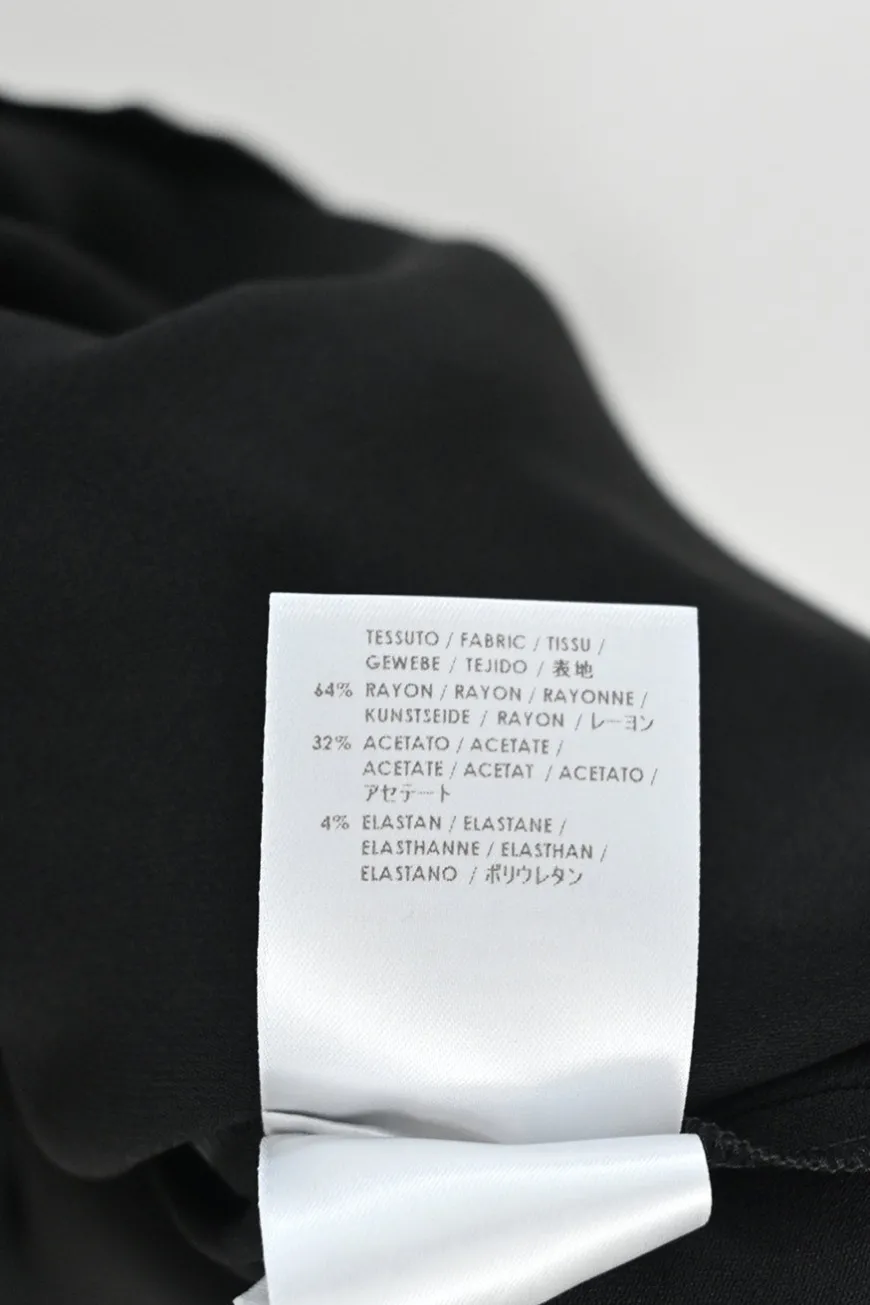 TESSUTO / FABRIC / TISSU /
GEWEBE / TEJIDO / 表地
64% RAYON / RAYON / RAYONNE /
KUNSTSEIDE / RAYON / レーヨン
32% ACETATO / ACETATE /
ACETATE / ACETAT / ACETATO /
アセテート
4% ELASTAN / ELASTANE /
ELASTHANNE / ELASTHAN /
ELASTANO / ポリウレタン